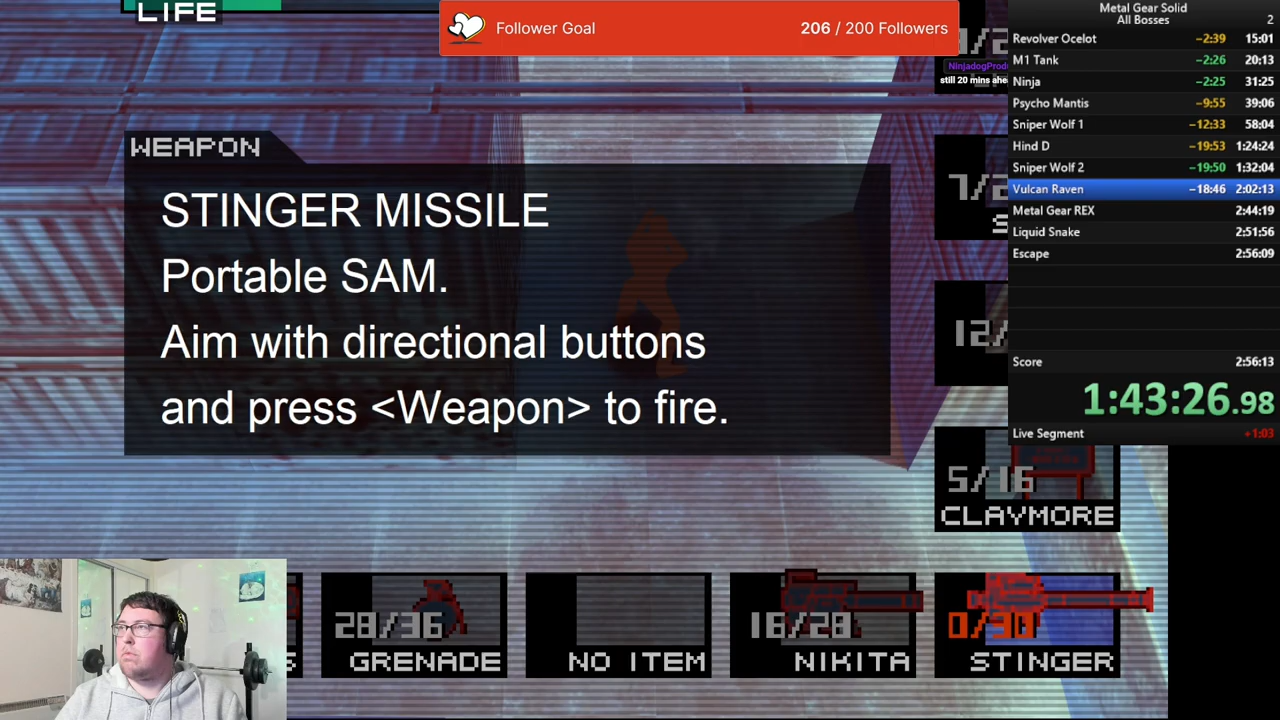 LIFE
Follower Goal
206 / 200 Followers
NinjadogProdu
still 20 mins ahea
WEAPON
STINGER MISSILE
Portable SAM.
Aim with directional buttons
and press <Weapon> to fire.
7/2
S
12/
5/16
CLAYMORE
S
28/36
GRENADE
NO ITEM
16/28
NIKITA
0/30
STINGER
Metal Gear Solid
All Bosses
2
Revolver Ocelot −2:39 15:01
M1 Tank −2:26 20:13
Ninja −2:25 31:25
Psycho Mantis −9:55 39:06
Sniper Wolf 1 −12:33 58:04
Hind D −19:53 1:24:24
Sniper Wolf 2 −19:50 1:32:04
Vulcan Raven −18:46 2:02:13
Metal Gear REX 2:44:19
Liquid Snake 2:51:56
Escape 2:56:09
Score 2:56:13
1:43:26.98
Live Segment +1:03